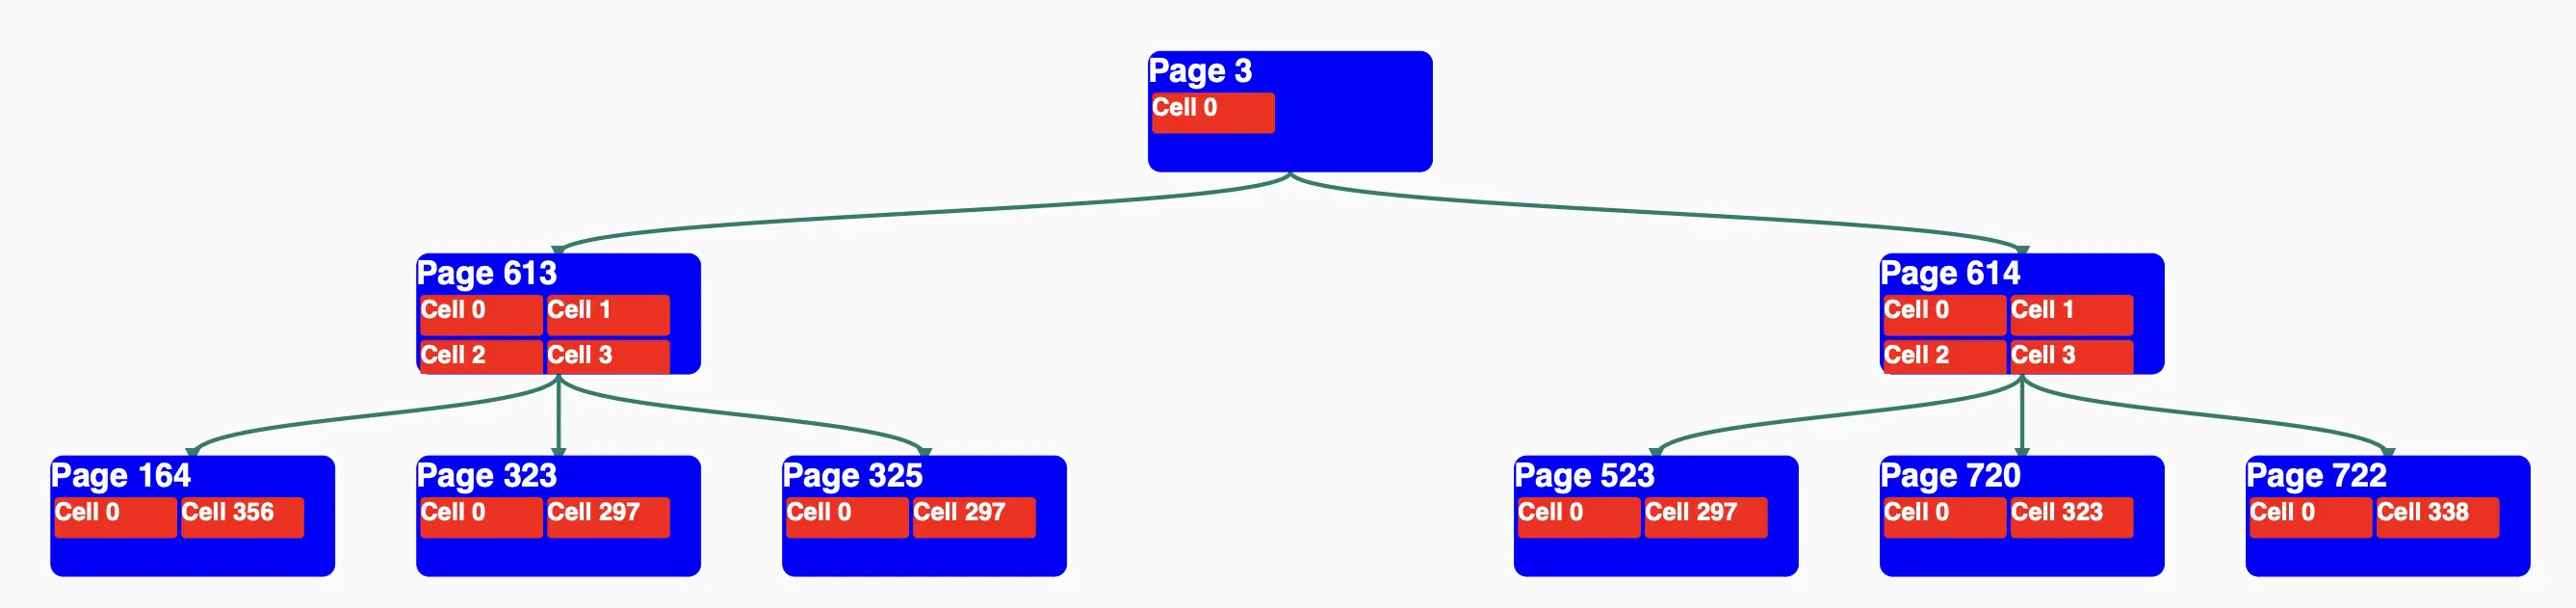 Page 3
Cell 0
Page 613
Cell 0 Cell 1
Cell 2 Cell 3
Page 614
Cell 0 Cell 1
Cell 2 Cell 3
Page 164
Cell 0 Cell 356
Page 323
Cell 0 Cell 297
Page 325
Cell 0 Cell 297
Page 523
Cell 0 Cell 297
Page 720
Cell 0 Cell 323
Page 722
Cell 0 Cell 338